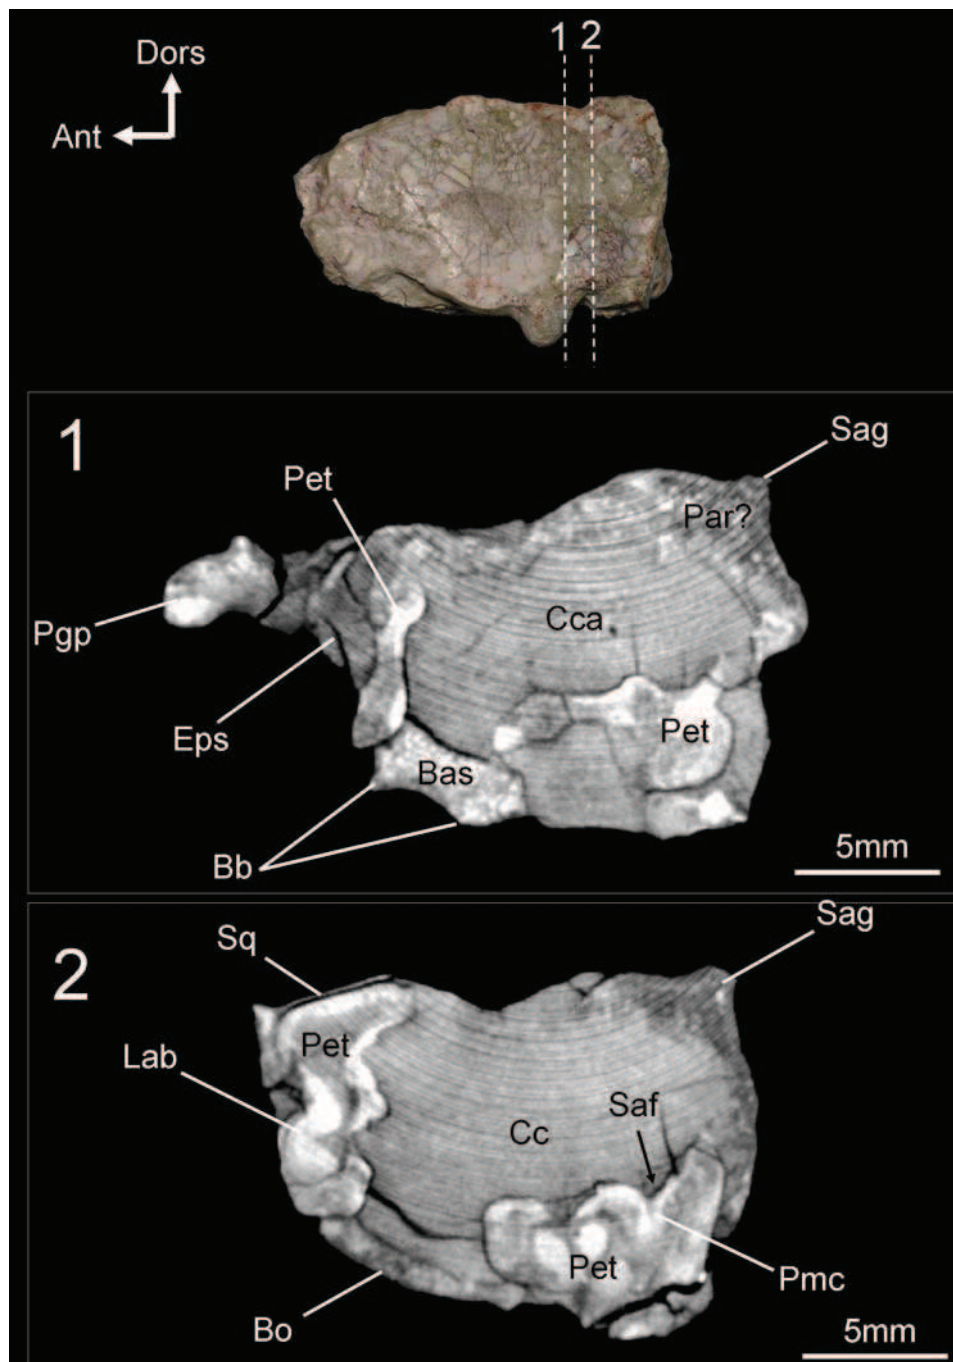 1 2
Dors
Ant
1
Sag
Pet
Par?
Cca
Pgp
Eps
Pet
Bas
Bb
5mm
2
Sag
Sq
Pet
Lab
Saf
Cc
Pet
Pmc
Bo
5mm